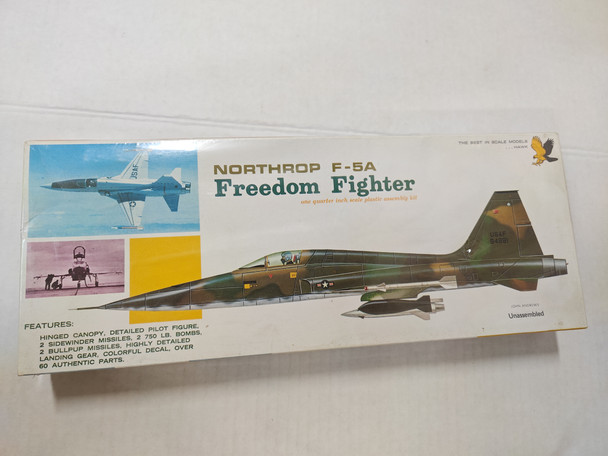 THE BEST IN SCALE MODELS
NORTHROP F-5A
Freedom Fighter
one quarter inch scale plastic assembly kit
USAF
USAF
FEATURES:
HINGED CANOPY, DETAILED PILOT FIGURE,
2 SIDEWINDER MISSILES, 2 750 LB. BOMBS,
2 BULLPUP MISSILES, HIGHLY DETAILED
LANDING GEAR, COLORFUL DECAL, OVER
60 AUTHENTIC PARTS.
Unassembled